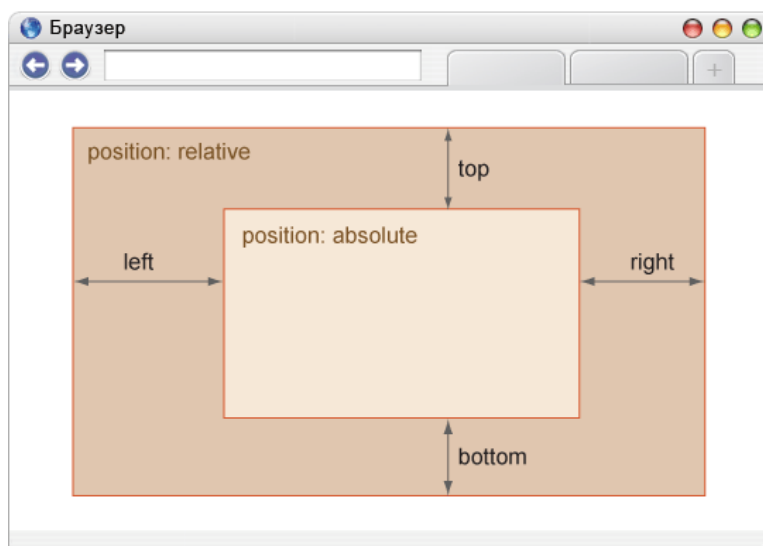 Браузер
+
position: relative
top
position: absolute
left
right
bottom